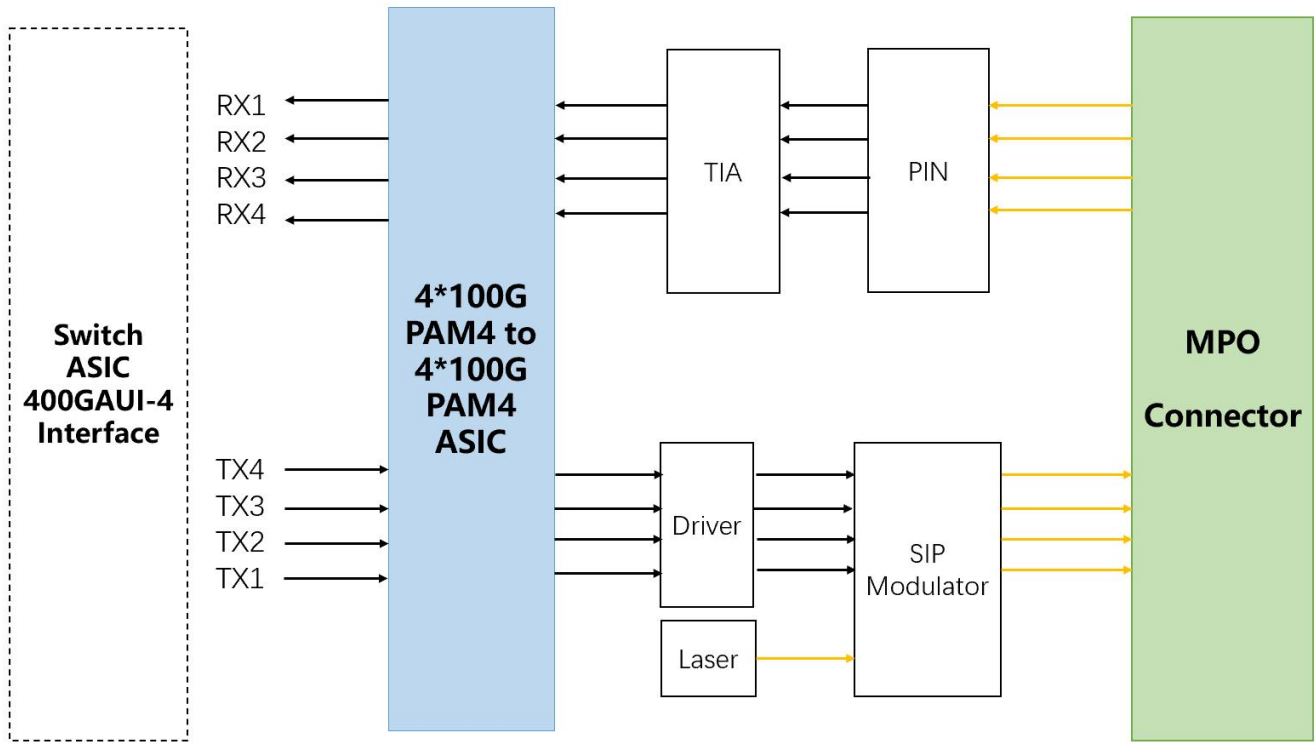 RX1
RX2
RX3
RX4
TIA
PIN
Switch
ASIC
400GAUI-4
Interface
4*100G
PAM4 to
4*100G
PAM4
ASIC
MPO
Connector
TX4
TX3
TX2
TX1
Driver
SIP
Modulator
Laser